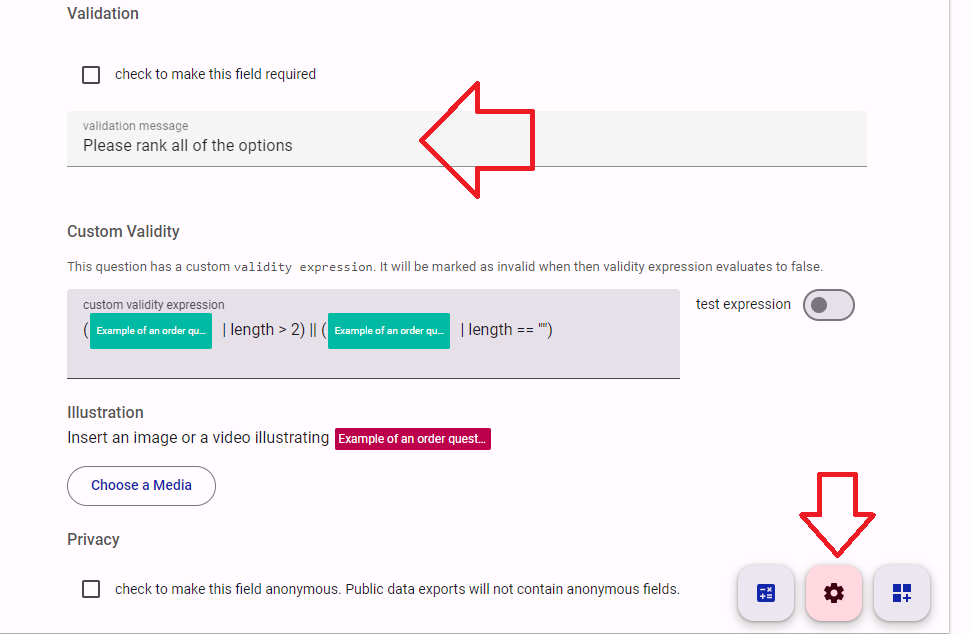 Validation
check to make this field required
validation message
Please rank all of the options
Custom Validity
This question has a custom validity expression. It will be marked as invalid when then validity expression evaluates to false.
custom validity expression
test expression
( Example of an order qu... | length > 2) || ( Example of an order qu... | length == "")
Illustration
Insert an image or a video illustrating Example of an order quest...
Choose a Media
Privacy
check to make this field anonymous. Public data exports will not contain anonymous fields.